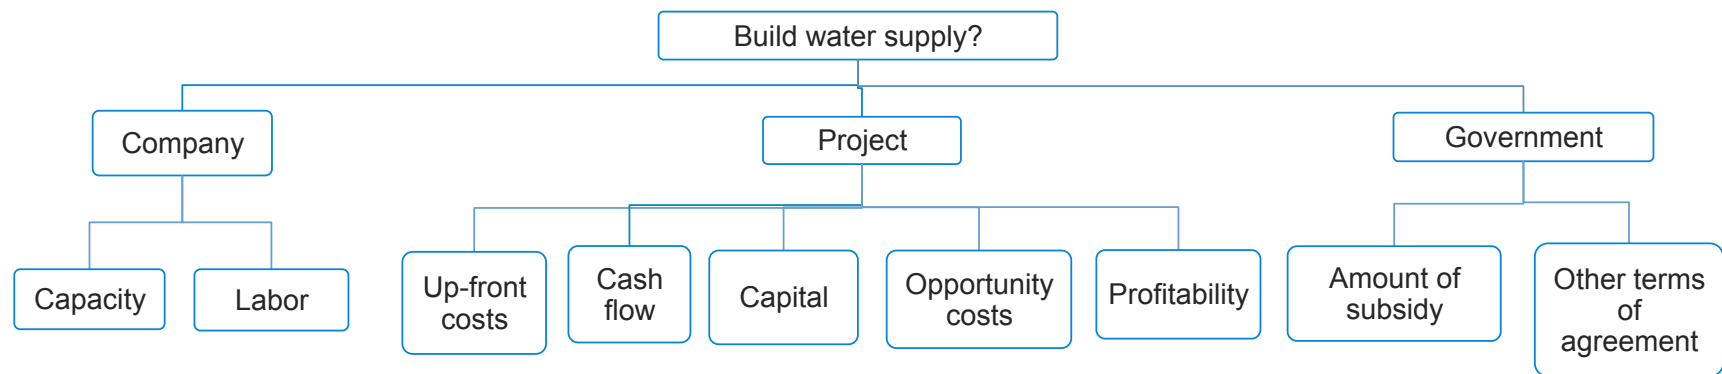 Build water supply?
Company
Project
Government
Capacity
Labor
Up-front
costs
Cash
flow
Capital
Opportunity
costs
Profitability
Amount of
subsidy
Other terms
of
agreement